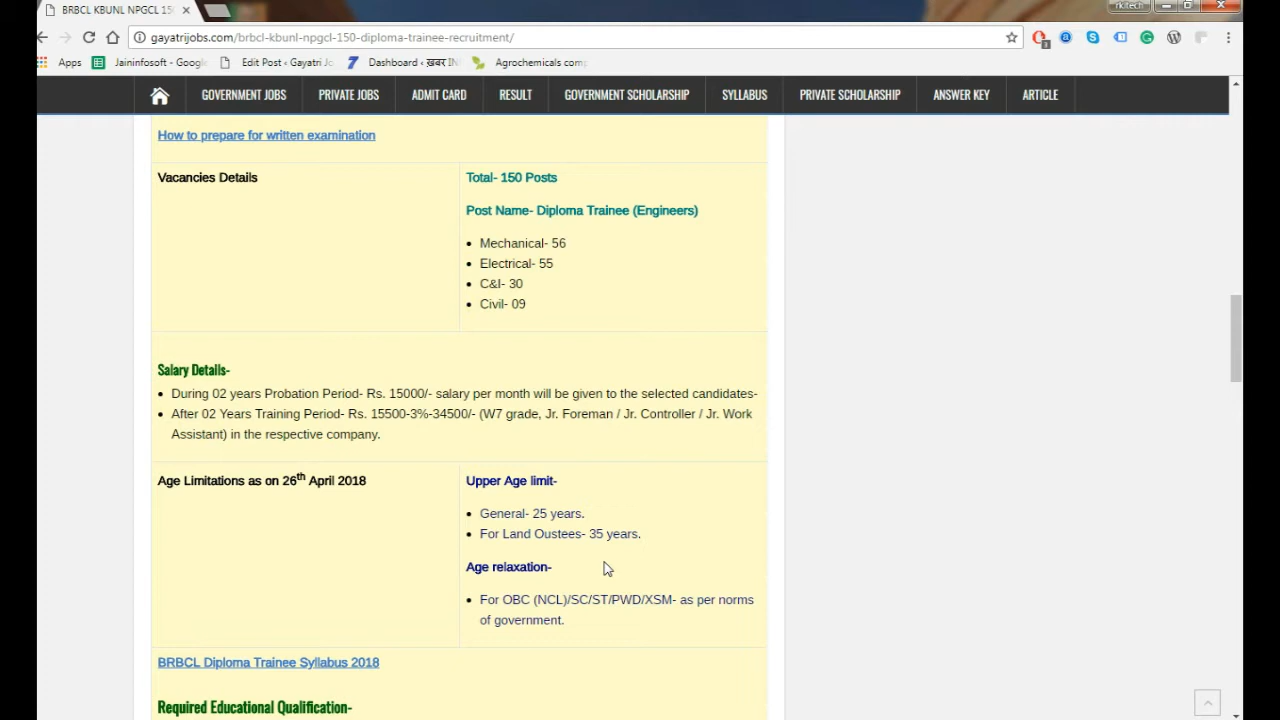 BRBCL KBUNL NPGCL 15
rkitech
gayatrijobs.com/brbcl-kbunl-npgcl-150-diploma-trainee-recruitment/
Apps Jaininfosoft - Google Edit Post ‹ Gayatri Jo Dashboard ‹ ख़बर IN Agrochemicals com
GOVERNMENT JOBS PRIVATE JOBS ADMIT CARD RESULT GOVERNMENT SCHOLARSHIP SYLLABUS PRIVATE SCHOLARSHIP ANSWER KEY ARTICLE
How to prepare for written examination
Vacancies Details
Total- 150 Posts
Post Name- Diploma Trainee (Engineers)
Mechanical- 56
Electrical- 55
C&I- 30
Civil- 09
Salary Details-
During 02 years Probation Period- Rs. 15000/- salary per month will be given to the selected candidates-
After 02 Years Training Period- Rs. 15500-3%-34500/- (W7 grade, Jr. Foreman / Jr. Controller / Jr. Work
Assistant) in the respective company.
Age Limitations as on 26th April 2018
Upper Age limit-
General- 25 years.
For Land Oustees- 35 years.
Age relaxation-
For OBC (NCL)/SC/ST/PWD/XSM- as per norms
of government.
BRBCL Diploma Trainee Syllabus 2018
Required Educational Qualification-